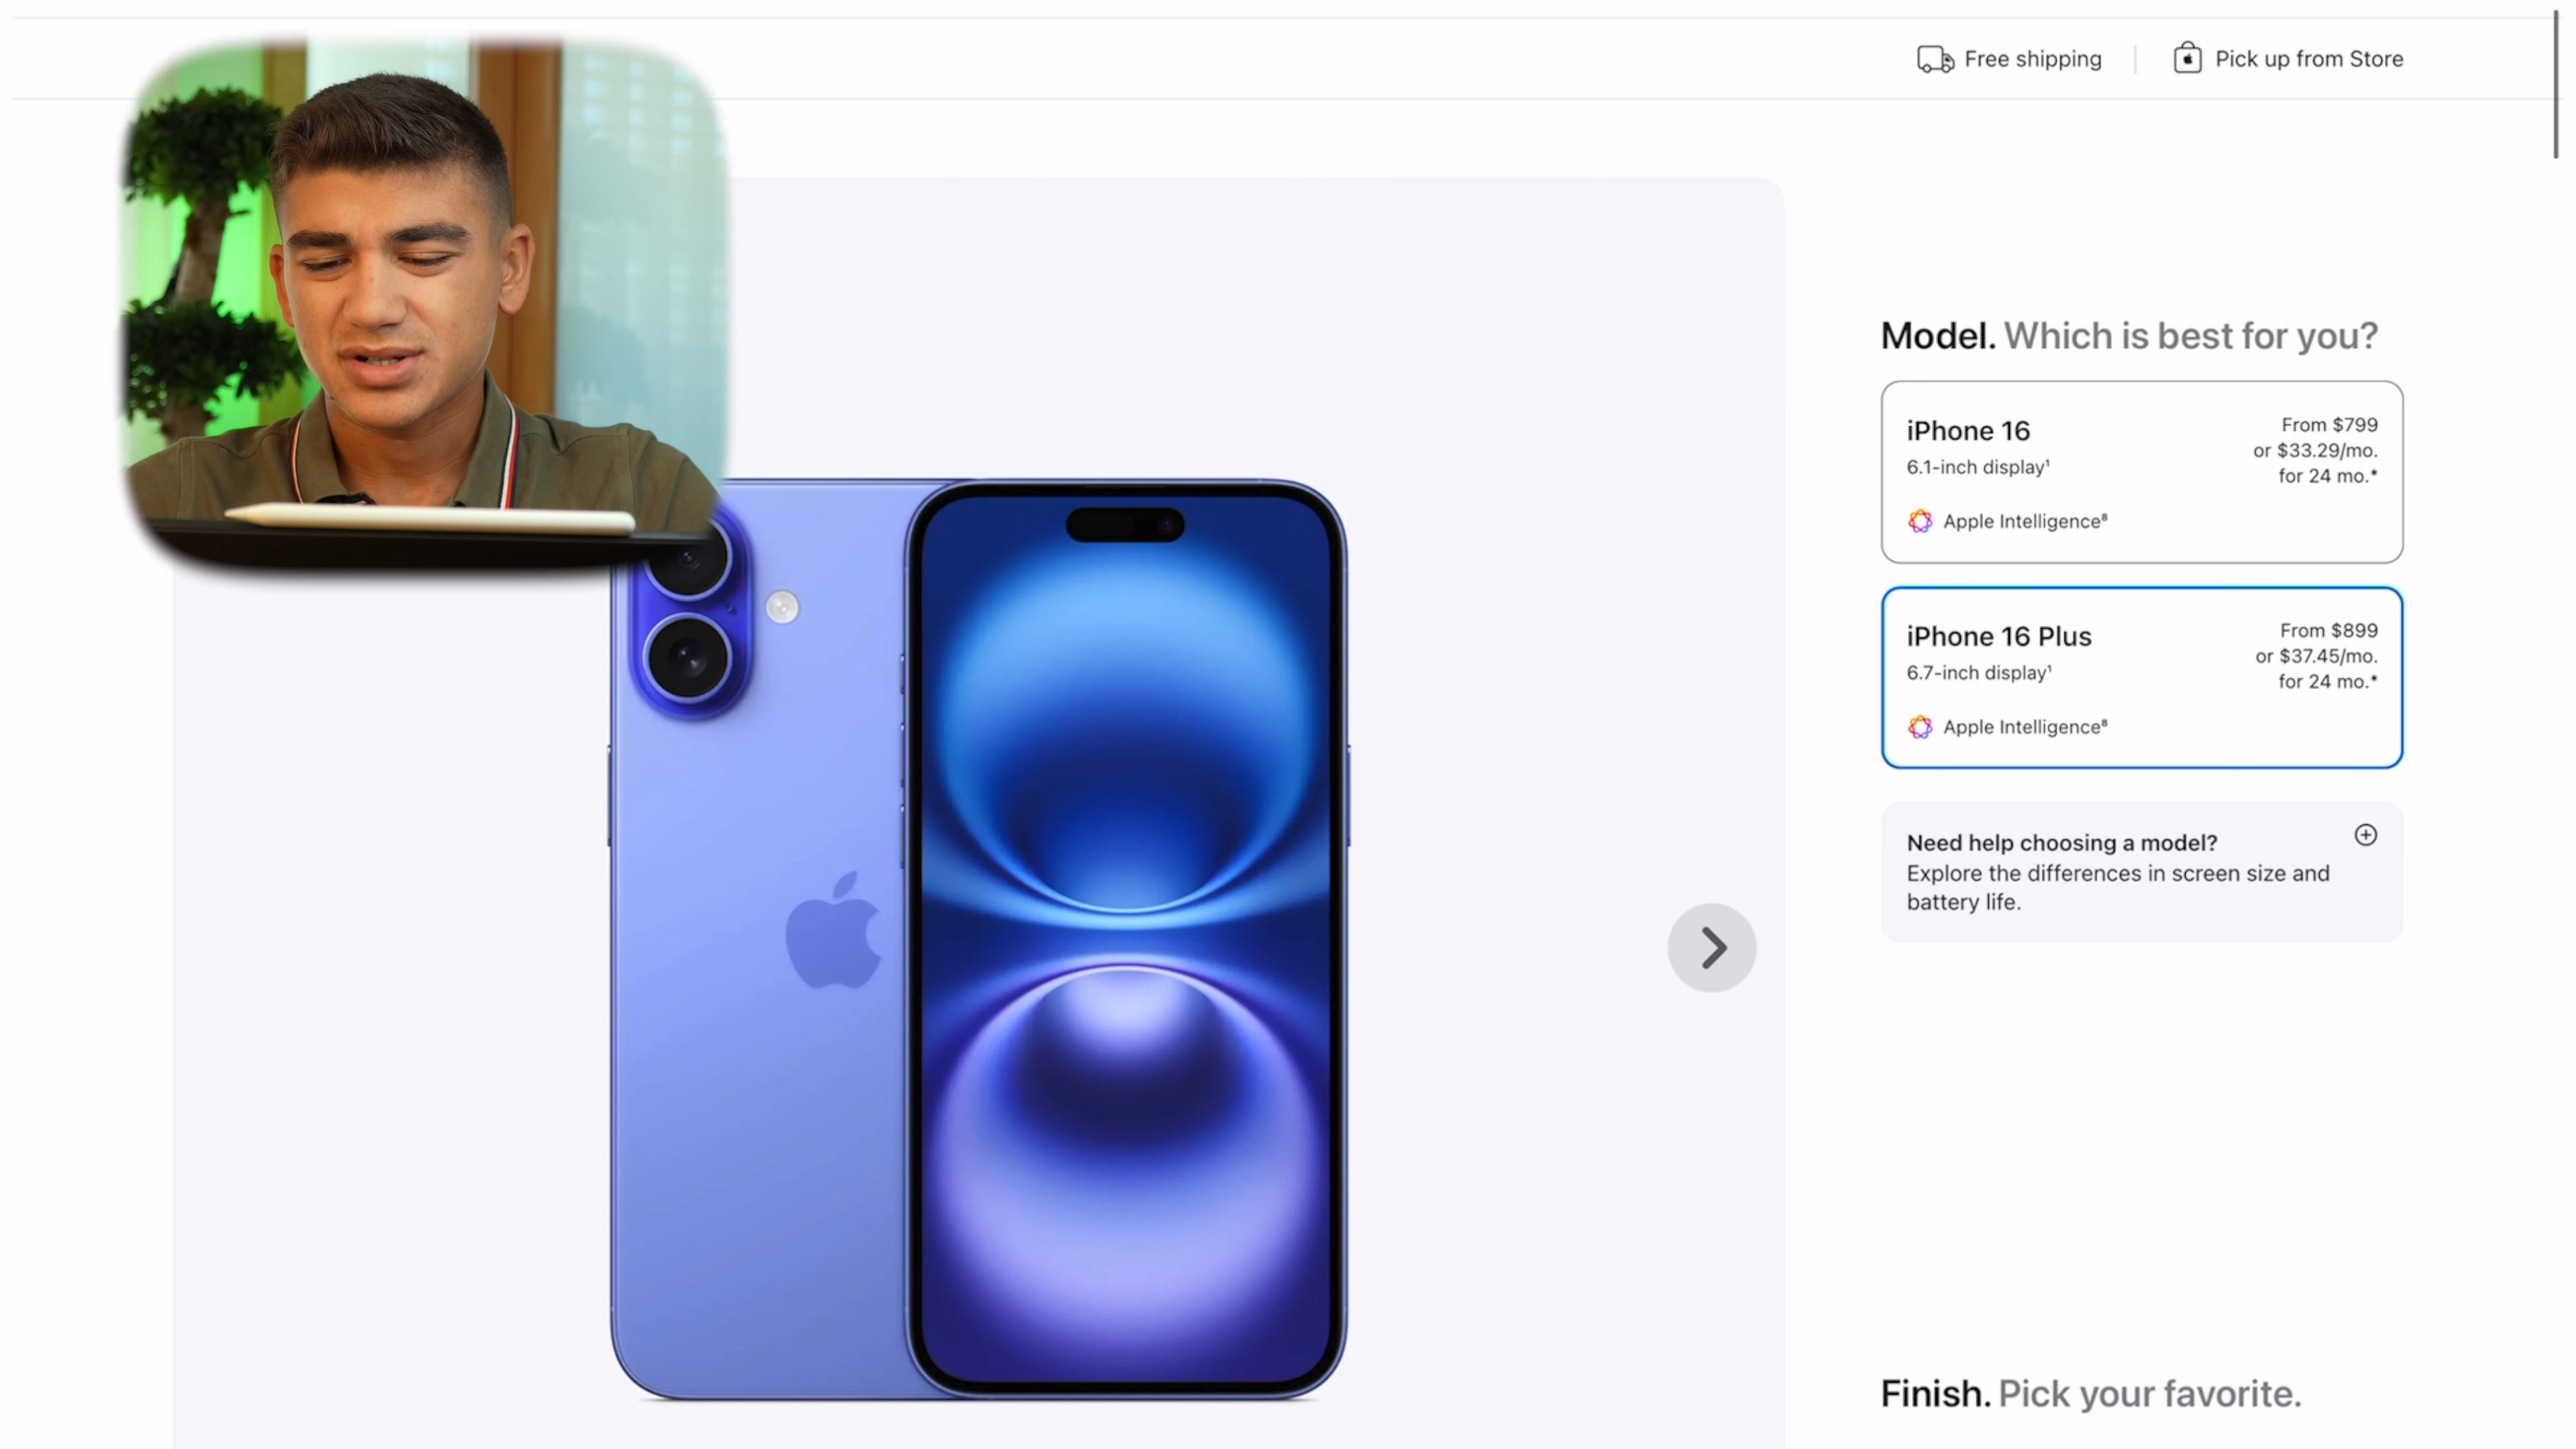 Free shipping
Pick up from Store
Model. Which is best for you?
iPhone 16
6.1-inch display¹
Apple Intelligence⁸
From $799
or $33.29/mo.
for 24 mo.*
iPhone 16 Plus
6.7-inch display¹
Apple Intelligence⁸
From $899
or $37.45/mo.
for 24 mo.*
Need help choosing a model?
Explore the differences in screen size and
battery life.
Finish. Pick your favorite.